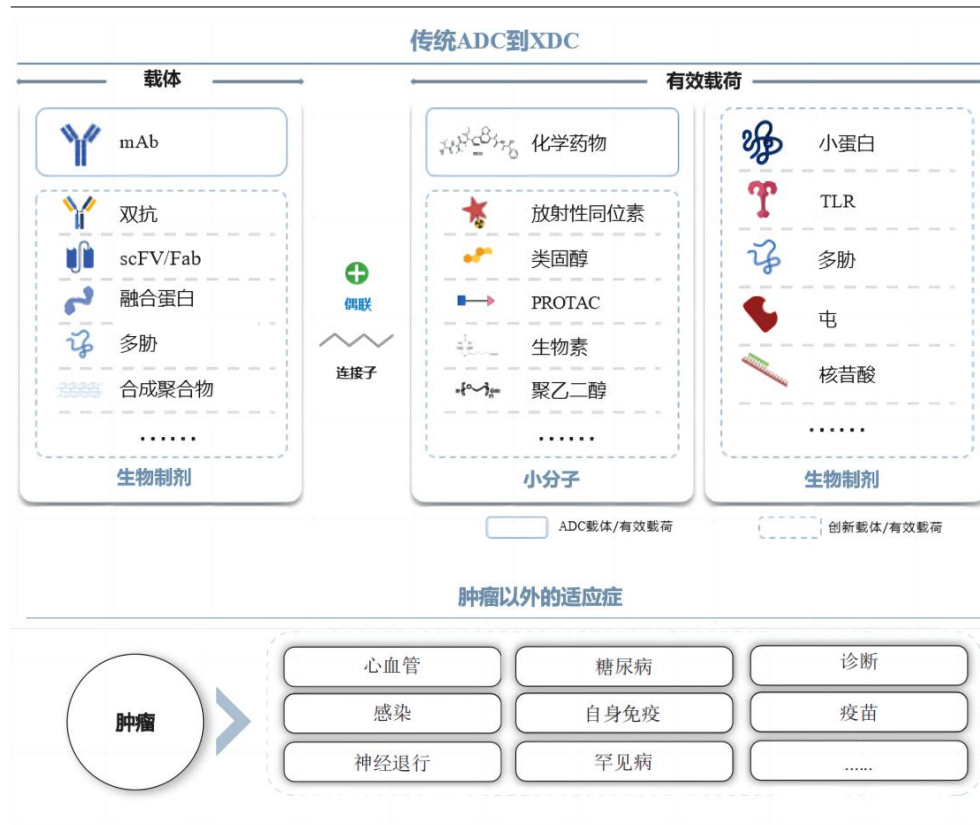 传统ADC到XDC
载体
有效载荷
mAb
双抗
scFV/Fab
融合蛋白
多肽
合成聚合物
……
生物制剂
偶联
连接子
化学药物
放射性同位素
类固醇
PROTAC
生物素
聚乙二醇
……
小分子
小蛋白
TLR
多肽
屯
核昔酸
……
生物制剂
ADC载体/有效载荷
创新载体/有效载荷
肿瘤以外的适应症
肿瘤
心血管
糖尿病
诊断
感染
自身免疫
疫苗
神经退行
罕见病
……